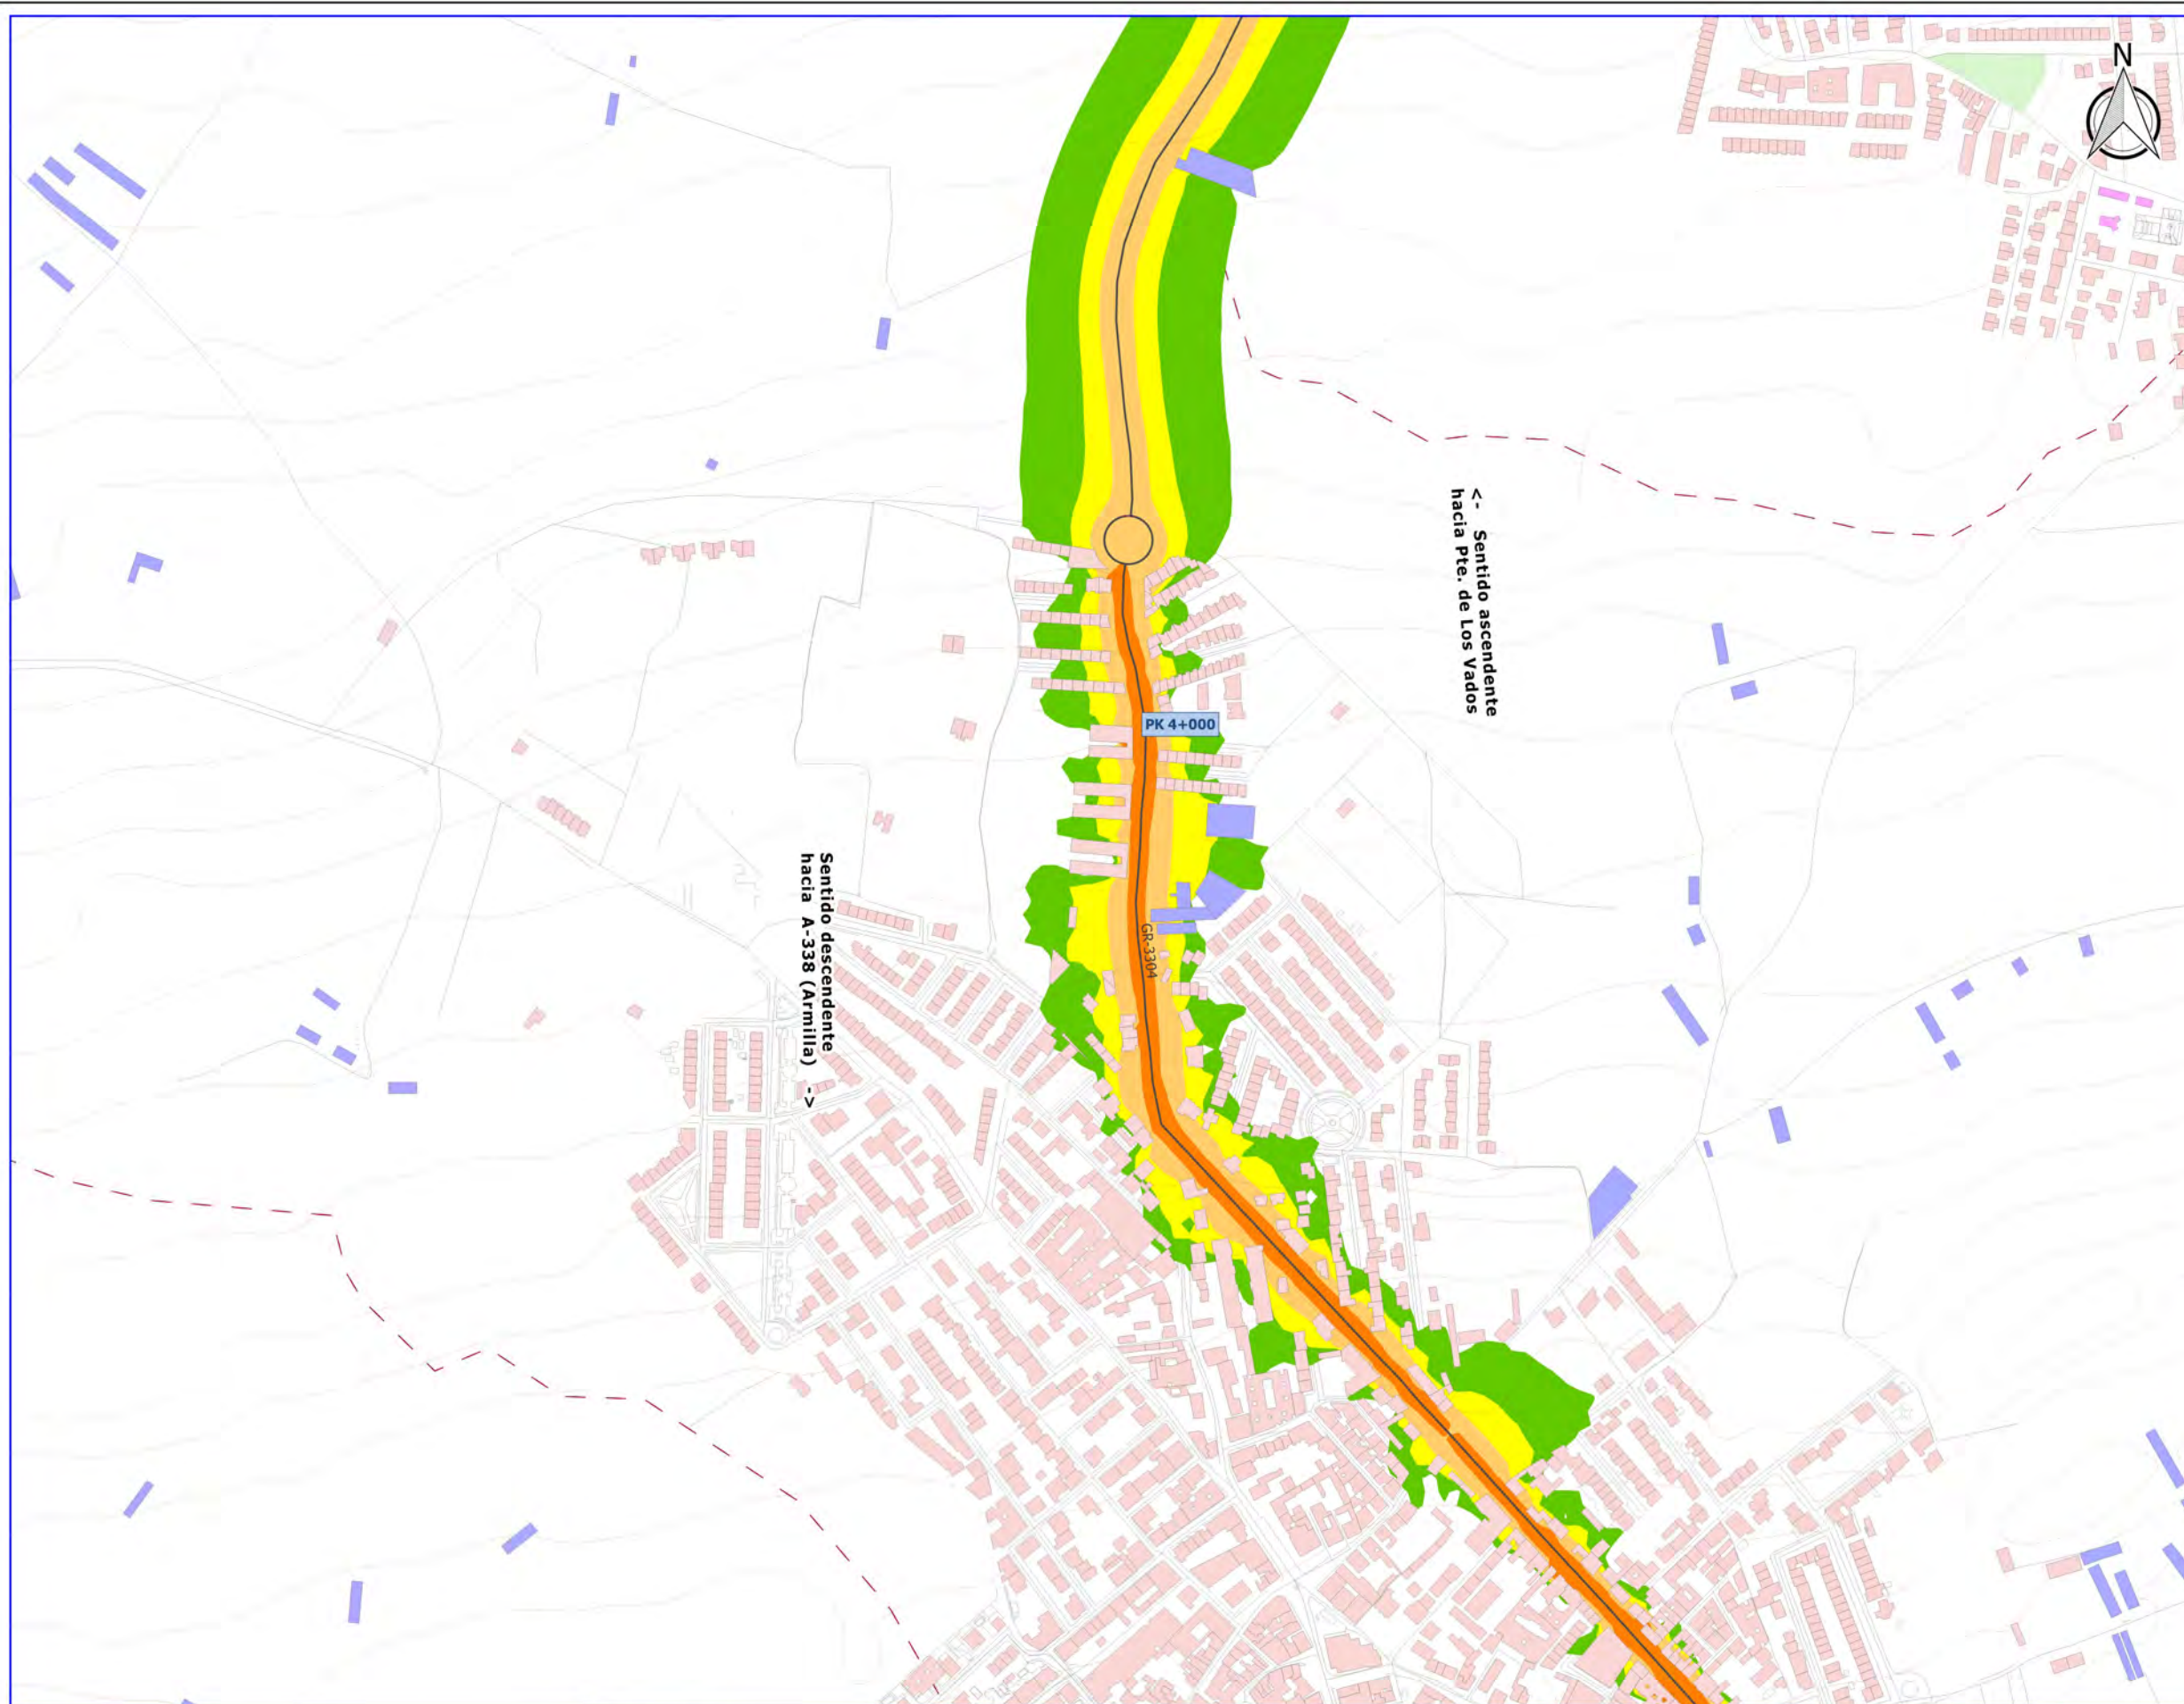 N
<- Sentido ascendente
hacia Pte. de Los Vados
PK 4+000
GR-3304
Sentido descendente
hacia A-338 (Armilla) ->